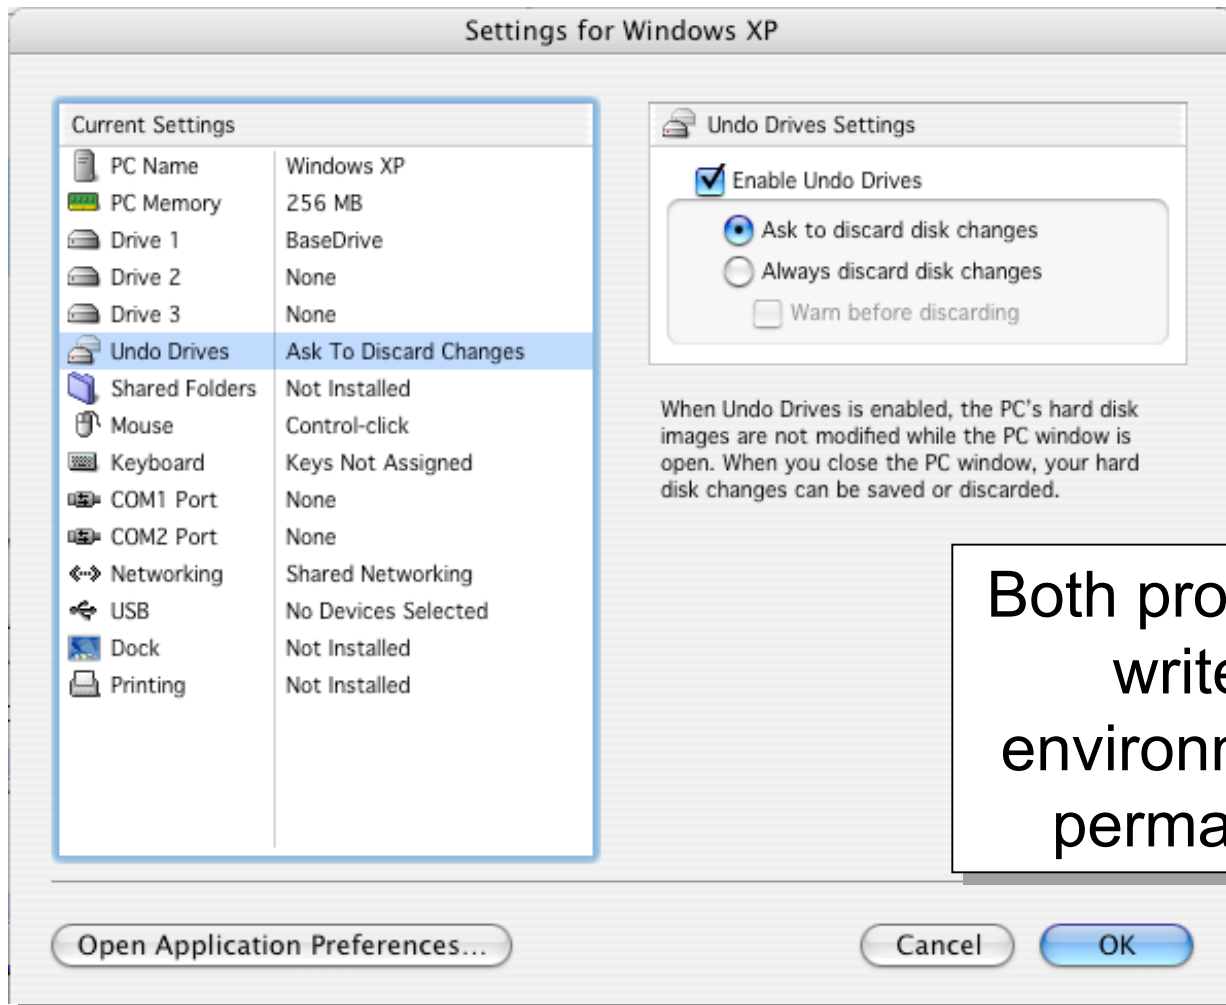 Settings for Windows XP
Current Settings
PC Name Windows XP
PC Memory 256 MB
Drive 1 BaseDrive
Drive 2 None
Drive 3 None
Undo Drives Ask To Discard Changes
Shared Folders Not Installed
Mouse Control-click
Keyboard Keys Not Assigned
COM1 Port None
COM2 Port None
Networking Shared Networking
USB No Devices Selected
Dock Not Installed
Printing Not Installed
Undo Drives Settings
Enable Undo Drives
Ask to discard disk changes
Always discard disk changes
Warn before discarding
When Undo Drives is enabled, the PC's hard disk
images are not modified while the PC window is
open. When you close the PC window, your hard
disk changes can be saved or discarded.
Both pro
write
environ
perma
Open Application Preferences...
Cancel
OK